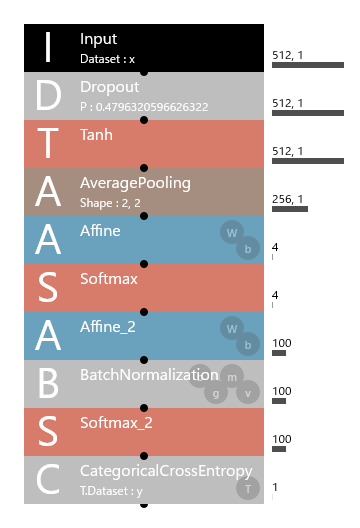 I Input 512, 1
Dataset : x
D Dropout 512, 1
P : 0.4796320596626322
T Tanh 512, 1
A AveragePooling 256, 1
Shape : 2, 2
A Affine W b 4
S Softmax 4
A Affine_2 W b 100
B BatchNormalization m g v 100
S Softmax_2 100
C CategoricalCrossEntropy 1
T.Dataset : y T